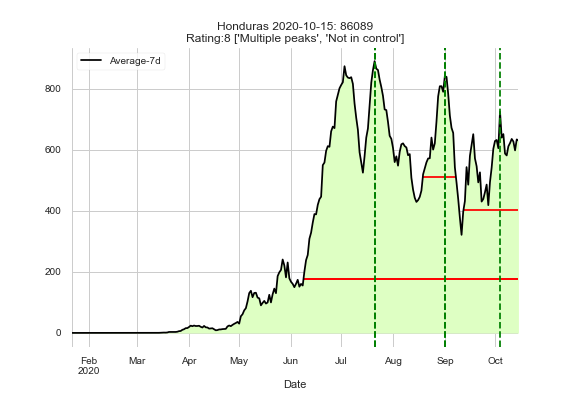 Honduras 2020-10-15: 86089
Rating:8 ['Multiple peaks', 'Not in control']
Average-7d
800
600
400
200
0
Feb Mar Apr May Jun Jul Aug Sep Oct
2020
Date